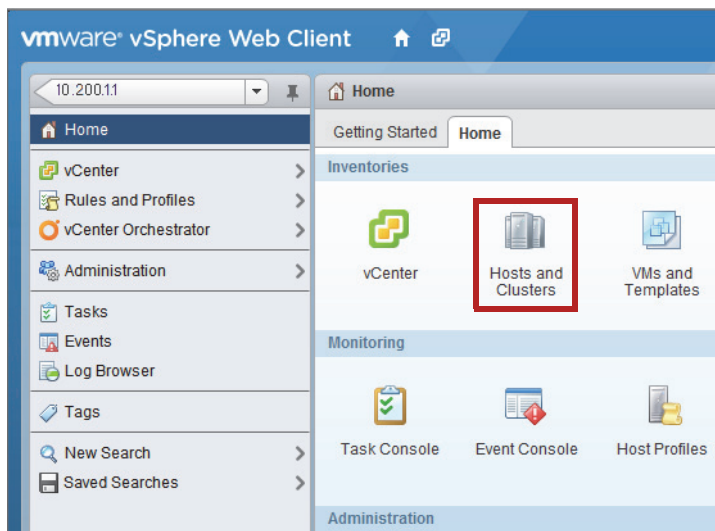 vmware® vSphere Web Client
10.200.1.1
Home
vCenter
Rules and Profiles
vCenter Orchestrator
Administration
Tasks
Events
Log Browser
Tags
New Search
Saved Searches
Home
Getting Started Home
Inventories
vCenter
Hosts and
Clusters
VMs and
Templates
Monitoring
Task Console
Event Console
Host Profiles
Administration